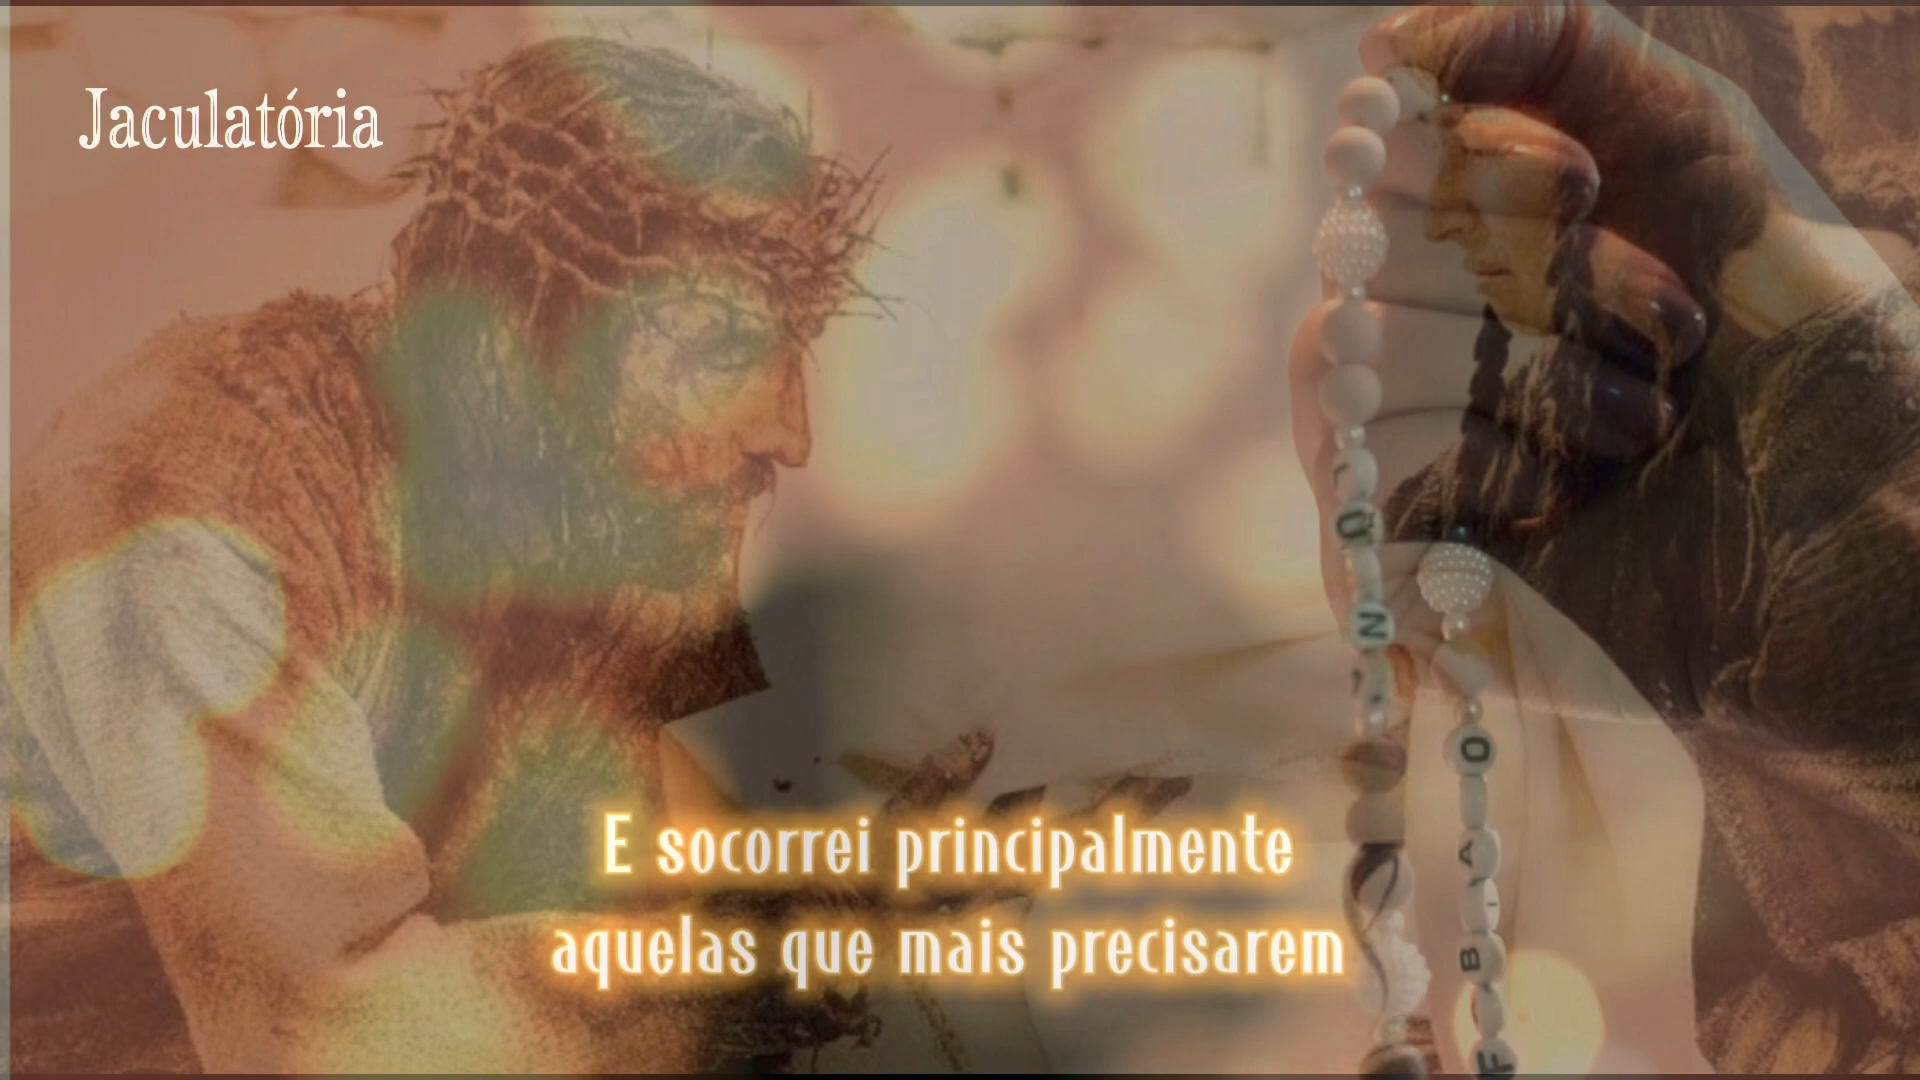 Jaculatória
E socorrei principalmente
aquelas que mais precisarem